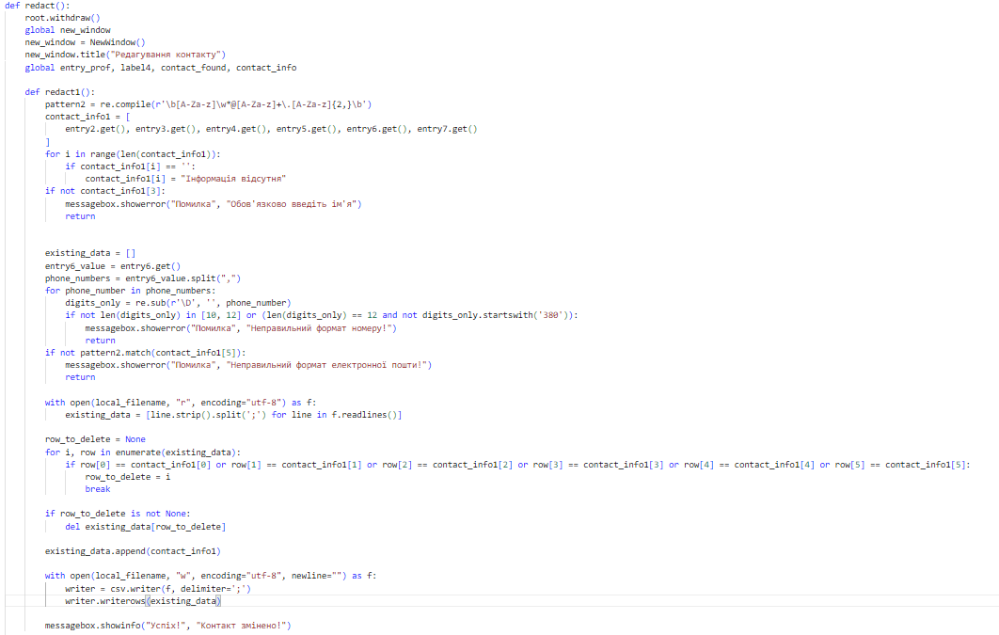 def redact():
    root.withdraw()
    global new_window
    new_window = NewWindow()
    new_window.title("Редагування контакту")
    global entry_prof, label4, contact_found, contact_info
    def redact1():
        pattern2 = re.compile(r'\b[A-Za-z]\w*@[A-Za-z]+\.[A-Za-z]{2,}\b')
        contact_info1 = [
            entry2.get(), entry3.get(), entry4.get(), entry5.get(), entry6.get(), entry7.get()
        ]
        for i in range(len(contact_info1)):
            if contact_info1[i] == '':
                contact_info1[i] = "Інформація відсутня"
        if not contact_info1[3]:
            messagebox.showerror("Помилка", "Обов'язково введіть ім'я")
            return
        existing_data = []
        entry6_value = entry6.get()
        phone_numbers = entry6_value.split(",")
        for phone_number in phone_numbers:
            digits_only = re.sub(r'\D', '', phone_number)
            if not len(digits_only) in [10, 12] or (len(digits_only) == 12 and not digits_only.startswith('380')):
                messagebox.showerror("Помилка", "Неправильний формат номеру!")
                return
        if not pattern2.match(contact_info1[5]):
            messagebox.showerror("Помилка", "Неправильний формат електронної пошти!")
            return
        with open(local_filename, "r", encoding="utf-8") as f:
            existing_data = [line.strip().split(';') for line in f.readlines()]
        row_to_delete = None
        for i, row in enumerate(existing_data):
            if row[0] == contact_info1[0] or row[1] == contact_info1[1] or row[2] == contact_info1[2] or row[3] == contact_info1[3] or row[4] == contact_info1[4] or row[5] == contact_info1[5]:
                row_to_delete = i
                break
        if row_to_delete is not None:
            del existing_data[row_to_delete]
        existing_data.append(contact_info1)
        with open(local_filename, "w", encoding="utf-8", newline="") as f:
            writer = csv.writer(f, delimiter=';')
            writer.writerows(existing_data)
        messagebox.showinfo("Успіх!", "Контакт змінено!")